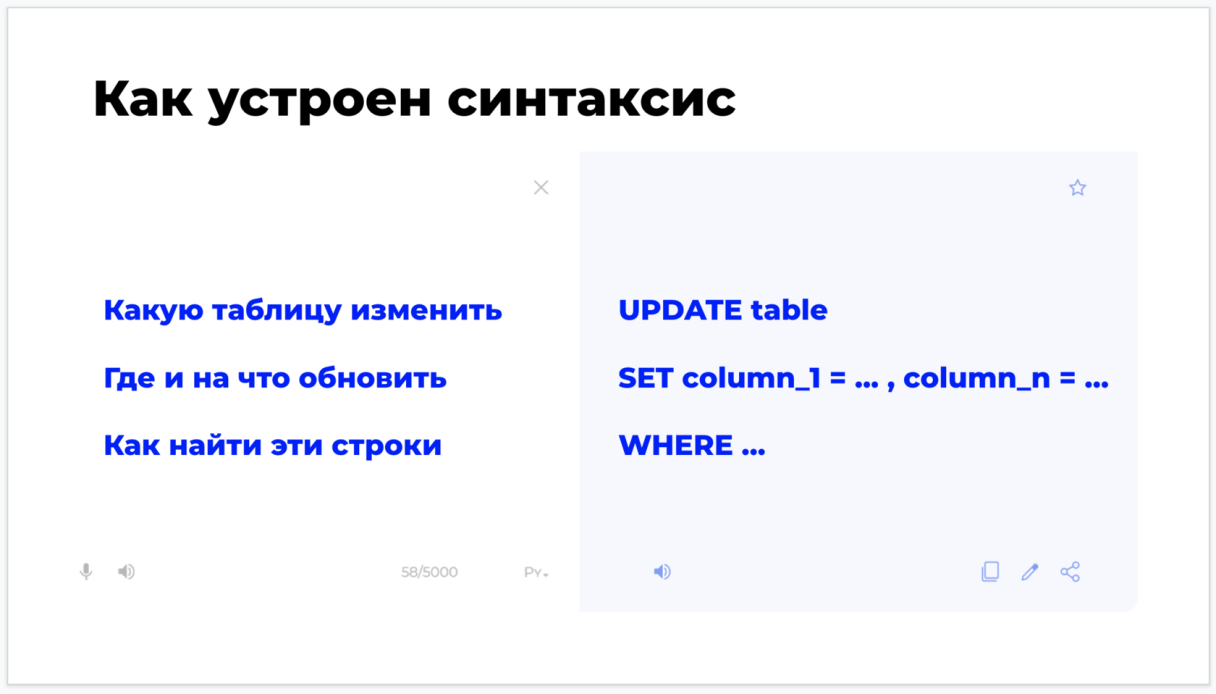 Как устроен синтаксис
Какую таблицу изменить
Где и на что обновить
Как найти эти строки
58/5000
Ру
UPDATE table
SET column_1 = ... , column_n = ...
WHERE ...